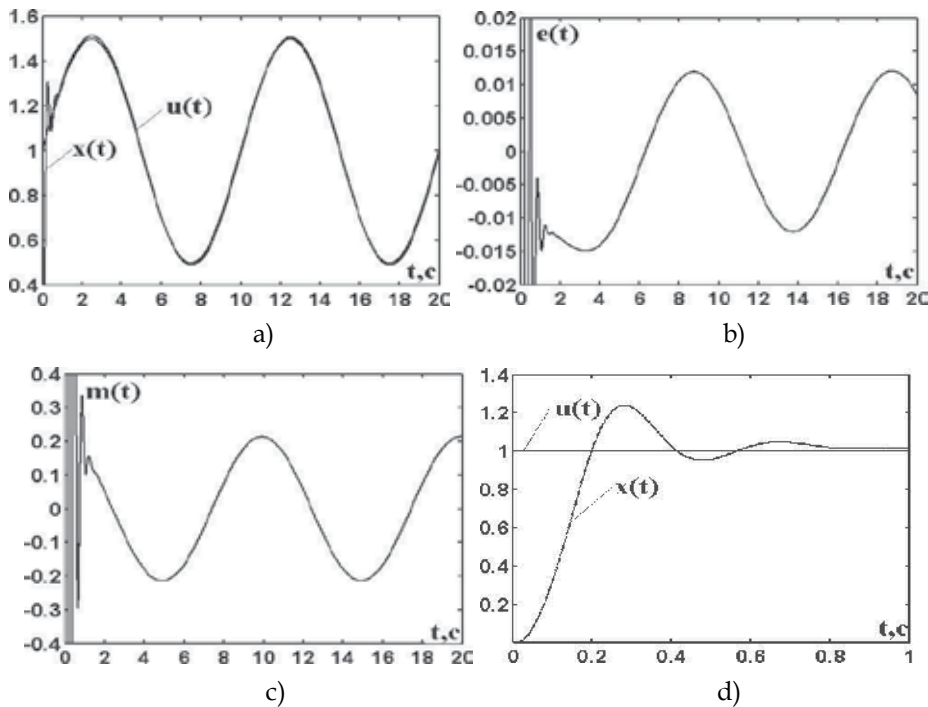 1.6
1.4
1.2
1
0.8
0.6
0.4
u(t)
x(t)
t,c
0 2 4 6 8 10 12 14 16 18 20
a)
0.02
0.015
0.01
0.005
0
-0.005
-0.01
-0.015
-0.02
e(t)
t,c
0 2 4 6 8 10 12 14 16 18 20
b)
0.4
0.3
0.2
0.1
0
-0.1
-0.2
-0.3
-0.4
m(t)
t,c
0 2 4 6 8 10 12 14 16 18 20
c)
1.4
1.2
1
0.8
0.6
0.4
0.2
u(t)
x(t)
t,c
0 0.2 0.4 0.6 0.8 1
d)